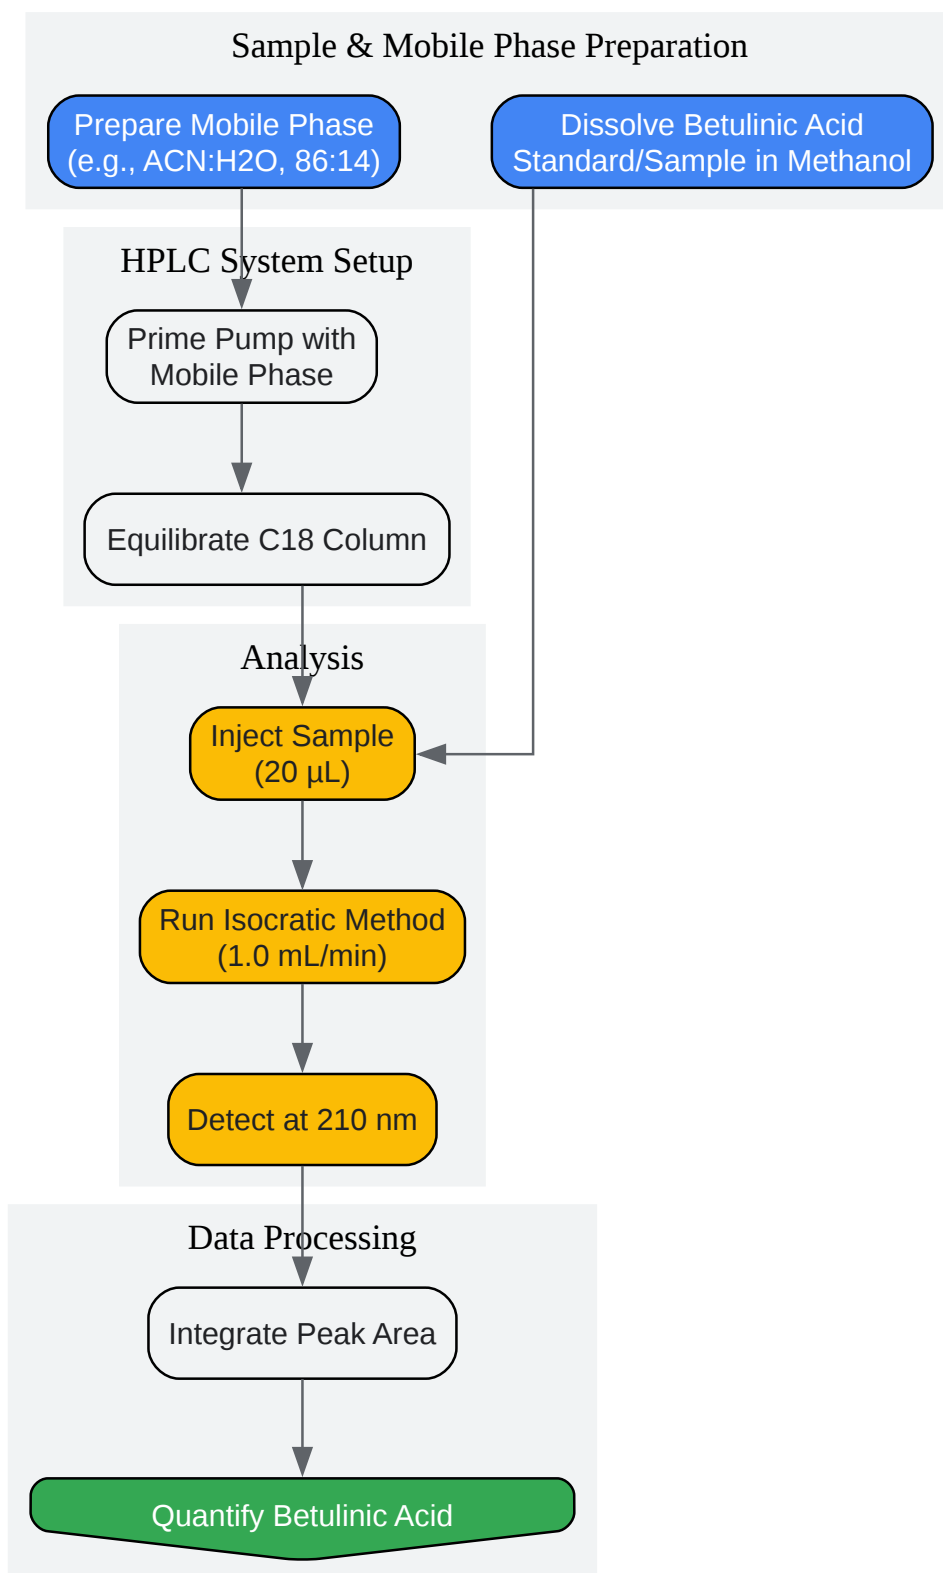 Sample & Mobile Phase Preparation
Prepare Mobile Phase
(e.g., ACN:H2O, 86:14)
Dissolve Betulinic Acid
Standard/Sample in Methanol
HPLC System Setup
Prime Pump with
Mobile Phase
Equilibrate C18 Column
Analysis
Inject Sample
(20 µL)
Run Isocratic Method
(1.0 mL/min)
Detect at 210 nm
Data Processing
Integrate Peak Area
Quantify Betulinic Acid